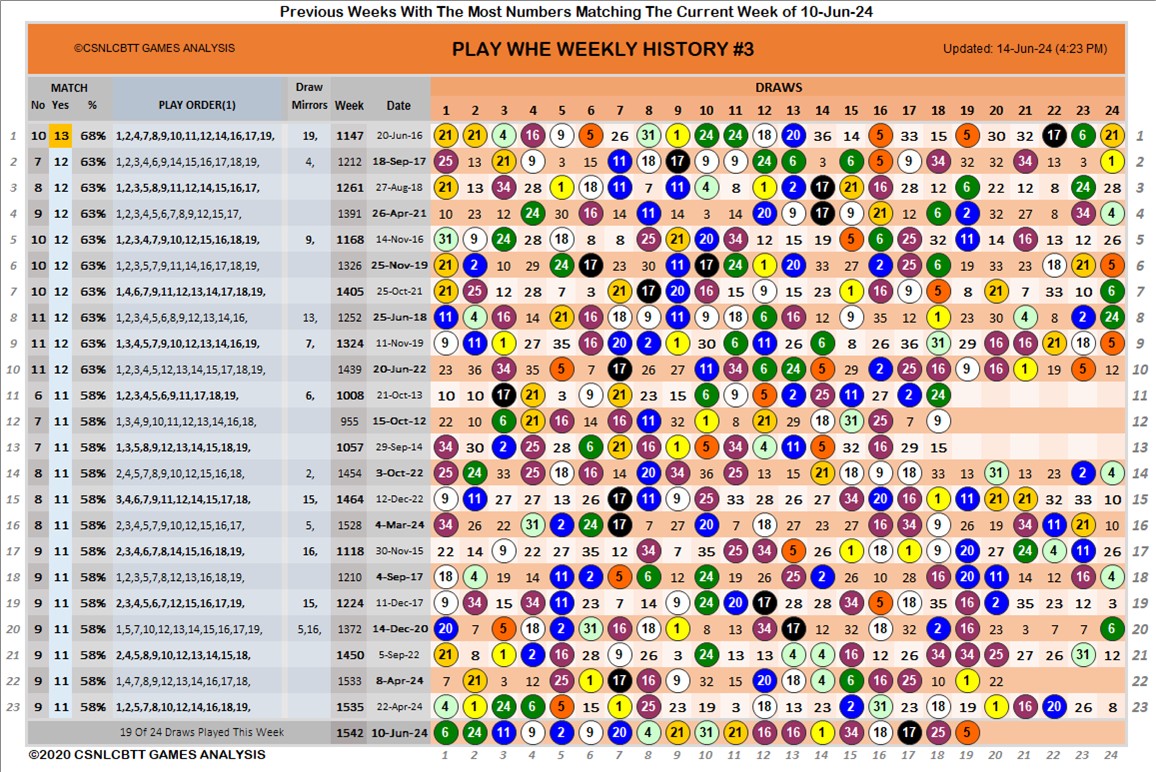 Previous Weeks With The Most Numbers Matching The Current Week of 10-Jun-24
©CSNLCBTT GAMES ANALYSIS PLAY WHE WEEKLY HISTORY #3 Updated: 14-Jun-24 (4:23 PM)
MATCH Draw DRAWS
No Yes % PLAY ORDER(1) Mirrors Week Date 1 2 3 4 5 6 7 8 9 10 11 12 13 14 15 16 17 18 19 20 21 22 23 24
1 10 13 68% 1,2,4,7,8,9,10,11,12,14,16,17,19, 19, 1147 20-Jun-16 21 21 4 16 9 5 26 31 1 24 24 18 20 36 14 5 33 15 5 30 32 17 6 21 1
2 7 12 63% 1,2,3,4,6,9,14,15,16,17,18,19, 4, 1212 18-Sep-17 25 13 21 9 3 15 11 18 17 9 9 24 6 3 6 5 9 34 32 32 34 13 3 1 2
3 8 12 63% 1,2,3,5,8,9,11,12,14,15,16,17, 1261 27-Aug-18 21 13 34 28 1 18 11 7 11 4 8 1 2 17 21 16 28 12 6 22 12 8 24 28 3
4 9 12 63% 1,2,3,4,5,6,7,8,9,12,15,17, 1391 26-Apr-21 10 23 12 24 30 16 14 11 4 3 14 20 9 17 9 21 12 6 2 32 27 8 34 4 4
5 10 12 63% 1,2,3,4,7,9,10,12,15,16,18,19, 9, 1168 14-Nov-16 31 9 24 28 18 8 8 25 21 20 34 12 15 19 5 6 25 32 11 14 16 13 12 26 5
6 10 12 63% 1,2,3,5,7,9,11,14,16,17,18,19, 1326 25-Nov-19 21 2 10 29 24 17 23 30 11 17 24 1 20 33 27 2 25 6 19 33 23 18 21 5 6
7 10 12 63% 1,4,6,7,9,11,12,13,14,17,18,19, 1405 25-Oct-21 21 25 12 28 7 3 21 17 20 16 15 9 15 23 1 16 9 5 8 21 7 33 10 6 7
8 11 12 63% 1,2,3,4,5,6,8,9,12,13,14,16, 13, 1252 25-Jun-18 11 4 16 14 21 16 18 9 11 9 18 6 16 12 9 35 12 1 23 30 4 8 2 24 8
9 11 12 63% 1,3,4,5,7,9,10,12,13,14,16,19, 7, 1324 11-Nov-19 9 11 1 27 35 16 20 2 1 30 6 11 26 6 8 26 36 31 29 16 16 21 18 5 9
10 11 12 63% 1,2,3,4,5,12,13,14,15,17,18,19, 1439 20-Jun-22 23 36 34 35 5 7 17 26 27 11 34 6 24 5 29 2 25 16 9 16 1 19 5 12 10
11 6 11 58% 1,2,3,4,5,6,9,11,17,18,19, 6, 1008 21-Oct-13 10 10 17 21 3 9 21 23 15 6 9 5 2 25 11 27 2 24 11
12 7 11 58% 1,3,4,9,10,11,12,13,14,16,18, 955 15-Oct-12 22 10 6 21 16 14 16 11 32 1 8 21 29 18 31 25 7 9 12
13 7 11 58% 1,3,5,8,9,12,13,14,15,18,19, 1057 29-Sep-14 34 30 2 25 28 6 21 16 1 5 34 4 11 5 32 16 29 15 13
14 8 11 58% 2,4,5,7,8,9,10,12,15,16,18, 2, 1454 3-Oct-22 25 24 33 25 18 16 14 20 34 36 25 13 15 21 18 9 18 33 13 31 13 23 2 4 14
15 8 11 58% 3,4,6,7,9,11,12,14,15,17,18, 15, 1464 12-Dec-22 9 11 27 27 13 26 17 11 9 25 33 28 26 27 34 20 16 1 11 21 21 32 33 10 15
16 8 11 58% 2,3,4,5,7,9,10,12,15,16,17, 5, 1528 4-Mar-24 34 26 22 31 2 24 17 7 27 20 7 18 27 23 27 16 34 9 26 19 34 11 21 10 16
17 9 11 58% 2,3,4,6,7,8,14,15,16,18,19, 16, 1118 30-Nov-15 22 14 9 22 27 35 12 34 7 35 25 34 5 26 1 18 1 9 20 27 24 4 11 26 17
18 9 11 58% 1,2,3,5,7,8,12,13,16,18,19, 1210 4-Sep-17 18 4 19 14 11 2 5 6 12 24 19 26 25 2 26 10 28 16 20 11 14 12 16 4 18
19 9 11 58% 2,3,4,5,6,7,12,15,16,17,19, 15, 1224 11-Dec-17 9 34 15 34 11 23 7 14 9 24 20 17 28 28 34 5 18 35 16 2 35 23 12 3 19
20 9 11 58% 1,5,7,10,12,13,14,15,16,17,19, 5,16, 1372 14-Dec-20 20 7 5 18 2 31 16 18 1 8 13 34 17 12 32 18 32 2 16 23 3 7 7 6 20
21 9 11 58% 2,4,5,8,9,10,12,13,14,15,18, 1450 5-Sep-22 21 8 1 2 16 28 9 26 3 24 13 13 4 4 16 12 26 34 34 25 27 23 31 12 21
22 9 11 58% 1,4,7,8,9,12,13,14,16,17,18, 1533 8-Apr-24 7 21 3 12 25 1 17 16 9 32 15 20 18 4 6 16 25 10 1 22 22
23 9 11 58% 1,2,5,7,8,10,12,14,16,18,19, 1535 22-Apr-24 4 1 24 6 5 15 1 25 23 19 3 18 13 23 2 31 23 18 19 1 16 20 26 8 23
19 Of 24 Draws Played This Week 1542 10-Jun-24 6 24 11 9 2 9 20 4 21 31 21 16 16 1 34 18 17 25 5
©2020 CSNLCBTT GAMES ANALYSIS 1 2 3 4 5 6 7 8 9 10 11 12 13 14 15 16 17 18 19 20 21 22 23 24